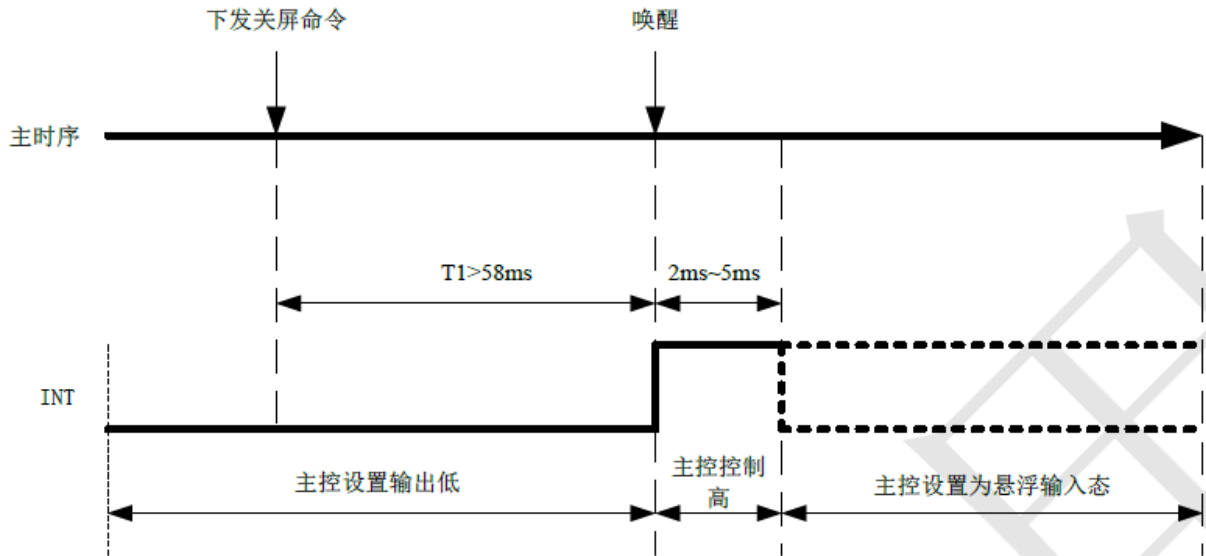 下发关屏命令
唤醒
主时序
T1>58ms
2ms~5ms
INT
主控设置输出低
主控控制
高
主控设置为悬浮输入态